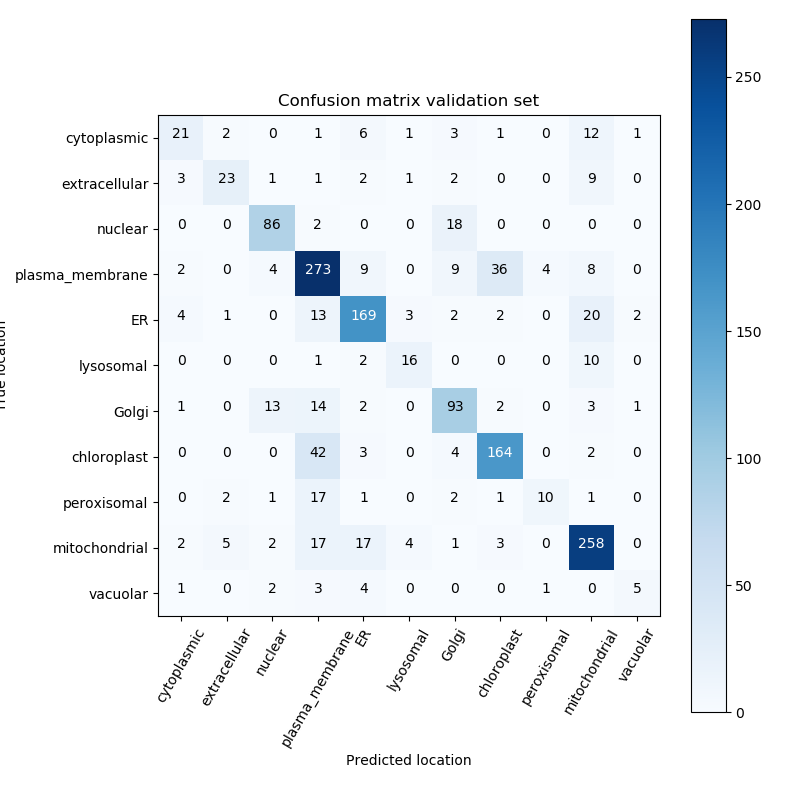 Confusion matrix validation set
cytoplasmic 21 2 0 1 6 1 3 1 0 12 1
extracellular 3 23 1 1 2 1 2 0 0 9 0
nuclear 0 0 86 2 0 0 18 0 0 0 0
plasma_membrane 2 0 4 273 9 0 9 36 4 8 0
ER 4 1 0 13 169 3 2 2 0 20 2
lysosomal 0 0 0 1 2 16 0 0 0 10 0
Golgi 1 0 13 14 2 0 93 2 0 3 1
chloroplast 0 0 0 42 3 0 4 164 0 2 0
peroxisomal 0 2 1 17 1 0 2 1 10 1 0
mitochondrial 2 5 2 17 17 4 1 3 0 258 0
vacuolar 1 0 2 3 4 0 0 0 1 0 5
cytoplasmic extracellular nuclear plasma_membrane ER lysosomal Golgi chloroplast peroxisomal mitochondrial vacuolar
Predicted location
True location
250
200
150
100
50
0